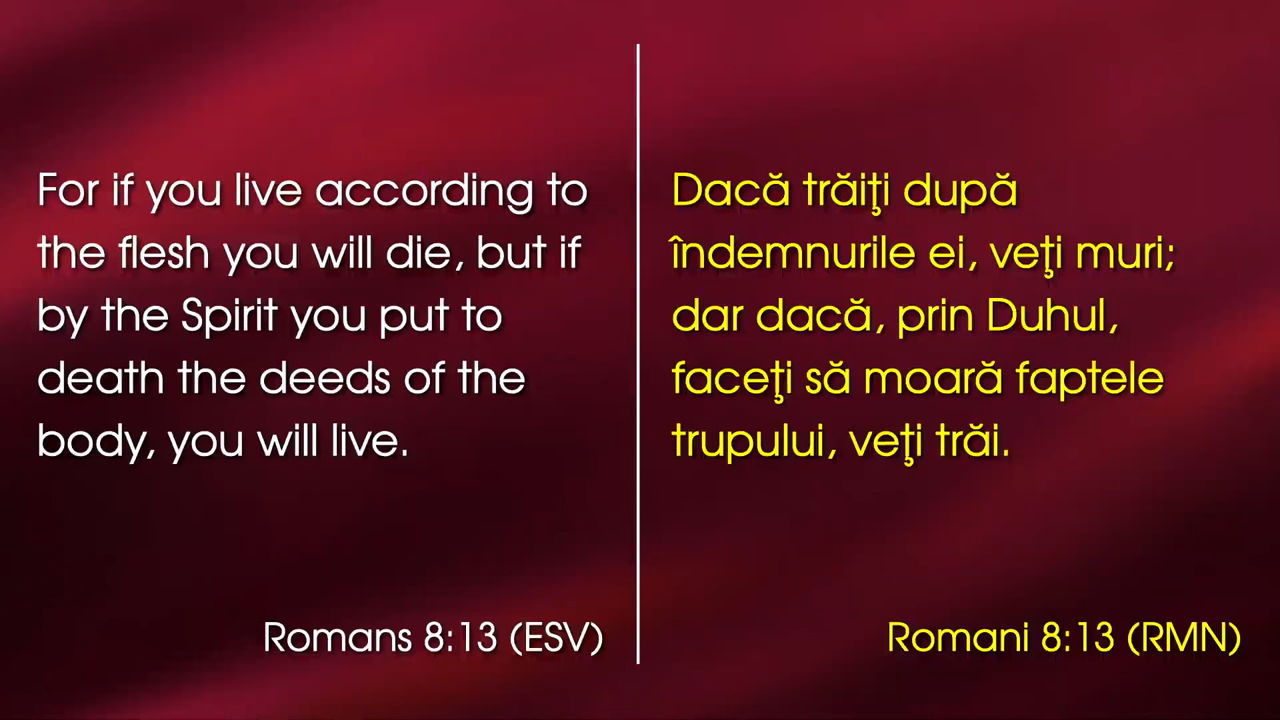 For if you live according to
the flesh you will die, but if
by the Spirit you put to
death the deeds of the
body, you will live.
Romans 8:13 (ESV)
Dacă trăiţi după
îndemnurile ei, veţi muri;
dar dacă, prin Duhul,
faceţi să moară faptele
trupului, veţi trăi.
Romani 8:13 (RMN)